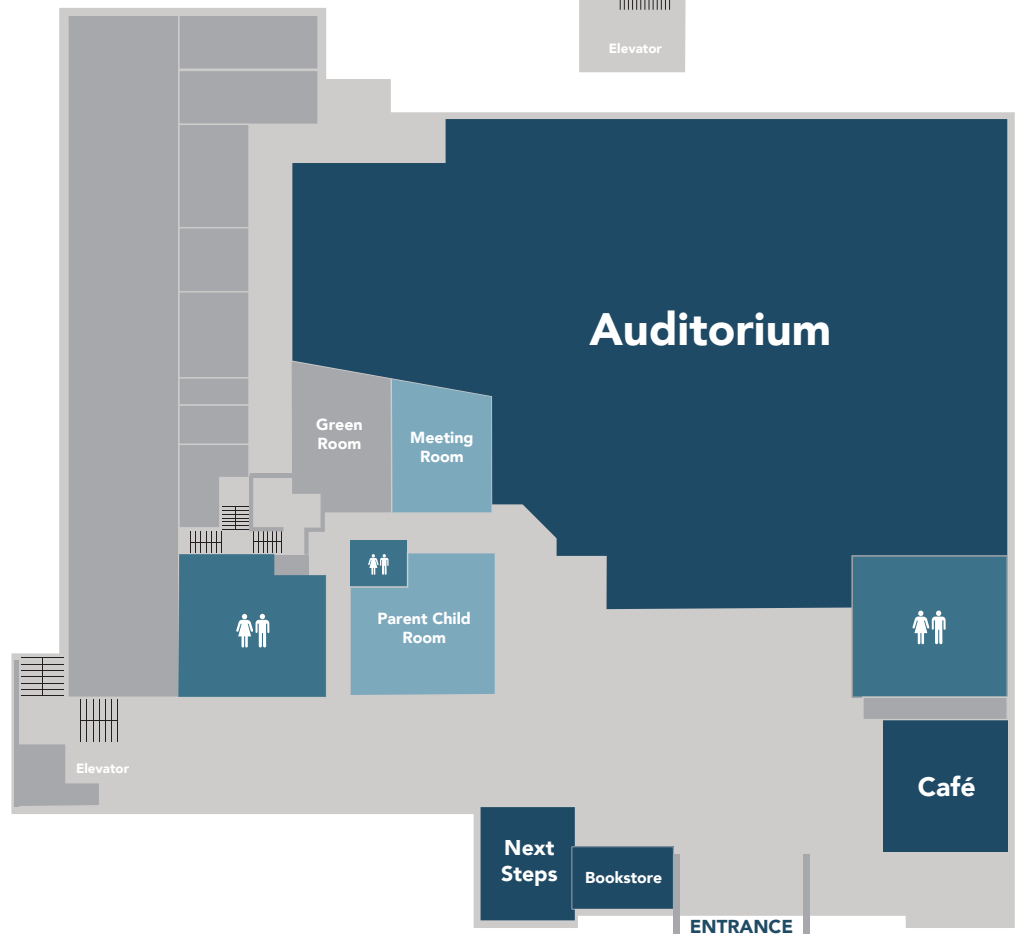 Elevator
Auditorium
Green
Room
Meeting
Room
Parent Child
Room
Elevator
Café
Next
Steps
Bookstore
ENTRANCE